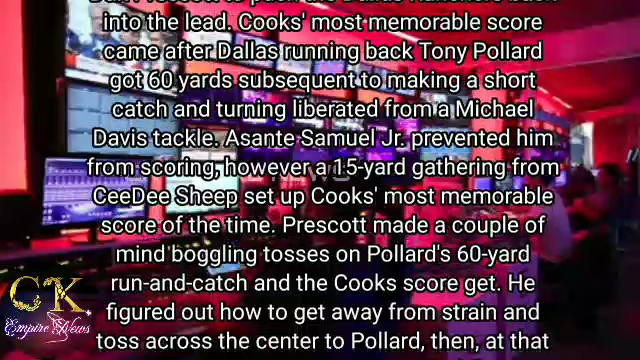 into the lead. Cooks' most memorable score
came after Dallas running back Tony Pollard
got 60 yards subsequent to making a short
catch and turning liberated from a Michael
Davis tackle. Asante Samuel Jr. prevented him
from scoring, however a 15-yard gathering from
CeeDee Sheep set up Cooks' most memorable
score of the time. Prescott made a couple of
mind boggling tosses on Pollard's 60-yard
run-and-catch and the Cooks score get. He
figured out how to get away from strain and
toss across the center to Pollard, then, at that
CK
Empire News